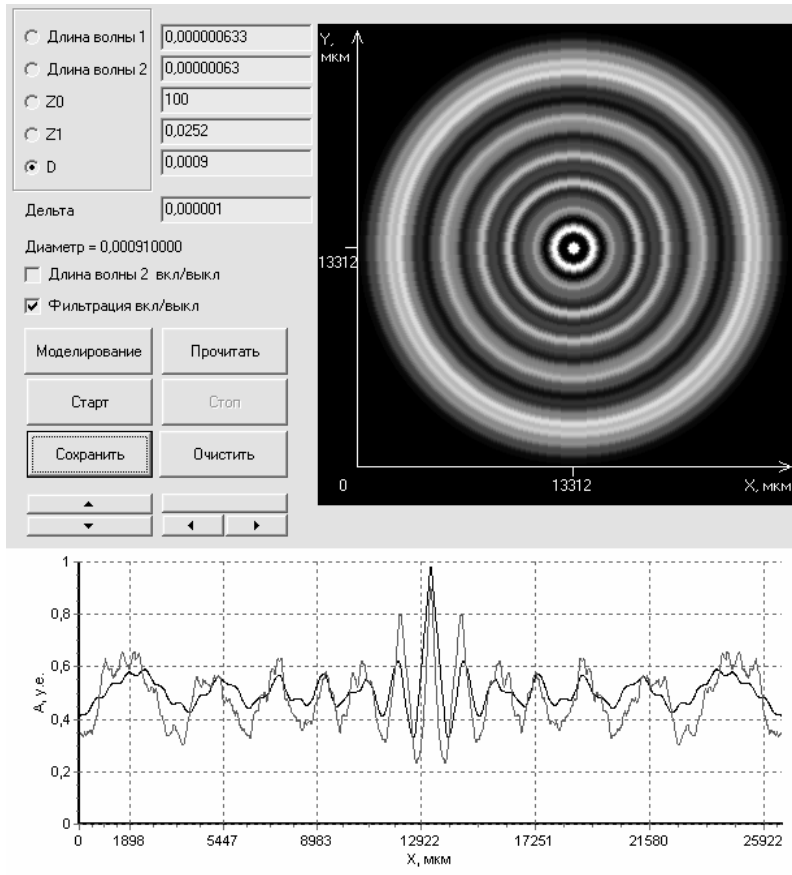 Длина волны 1 0,000000633
Длина волны 2 0,00000063
Z0 100
Z1 0,0252
D 0,0009
Дельта 0,000001
Диаметр = 0,000910000
Длина волны 2 вкл/выкл
Фильтрация вкл/выкл
Моделирование Прочитать
Старт Стоп
Сохранить Очистить
Y,
мкм
13312
0 13312 X, мкм
1
0,8
0,6
0,4
0,2
0
A, у.е.
0 1898 5447 8983 12922 17251 21580 25922
X, мкм